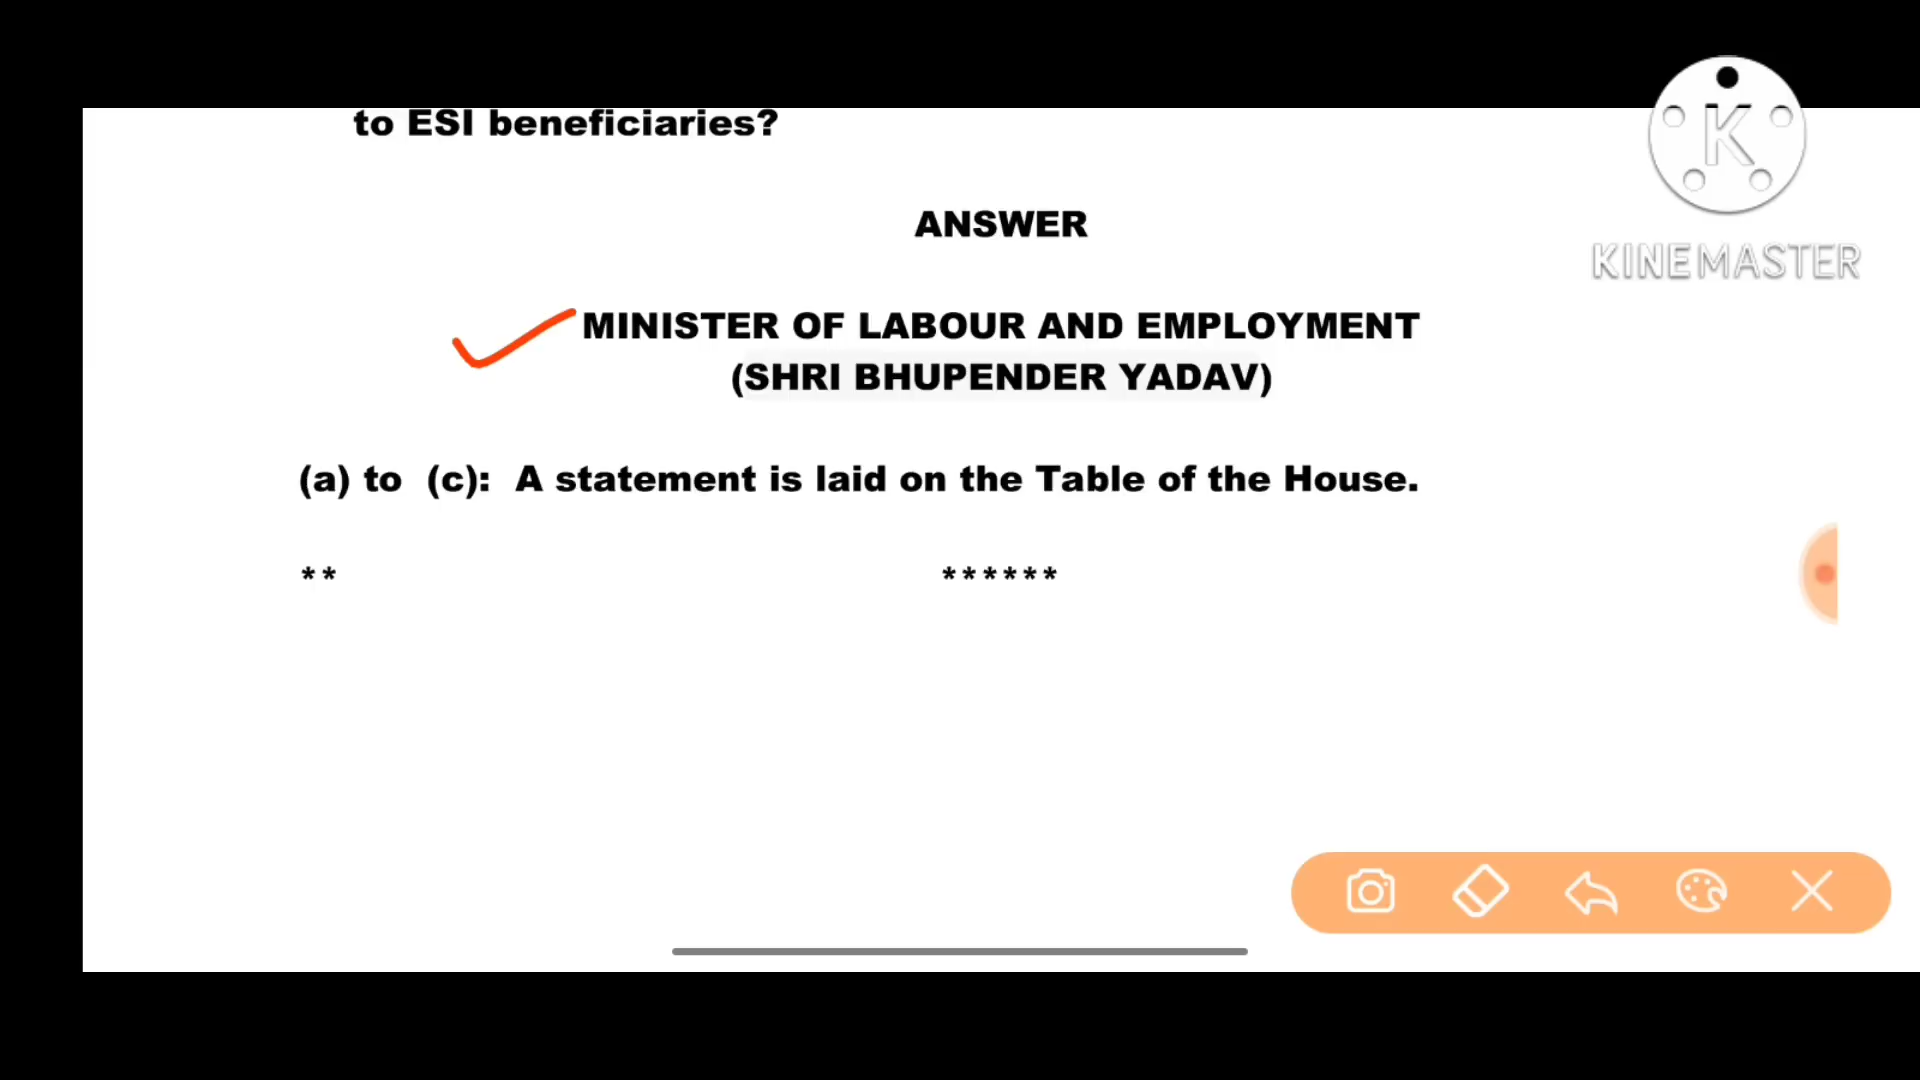 to ESI beneficiaries?
ANSWER
MINISTER OF LABOUR AND EMPLOYMENT
(SHRI BHUPENDER YADAV)
(a) to (c): A statement is laid on the Table of the House.
** ******
K
KINEMASTER